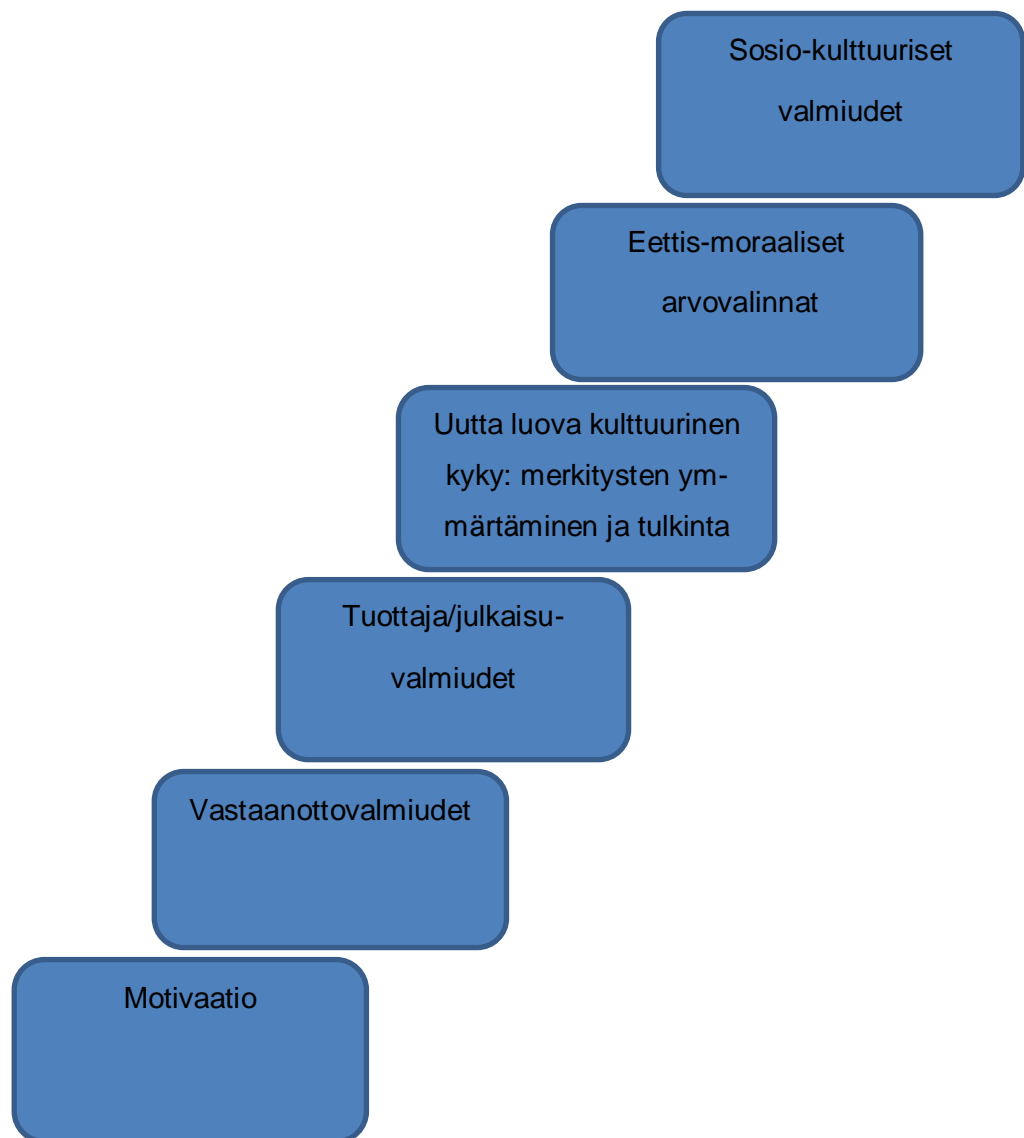 Sosio-kulttuuriset
valmiudet
Eettis-moraaliset
arvovalinnat
Uutta luova kulttuurinen
kyky: merkitysten ym-
märtäminen ja tulkinta
Tuottaja/julkaisu-
valmiudet
Vastaanottovalmiudet
Motivaatio